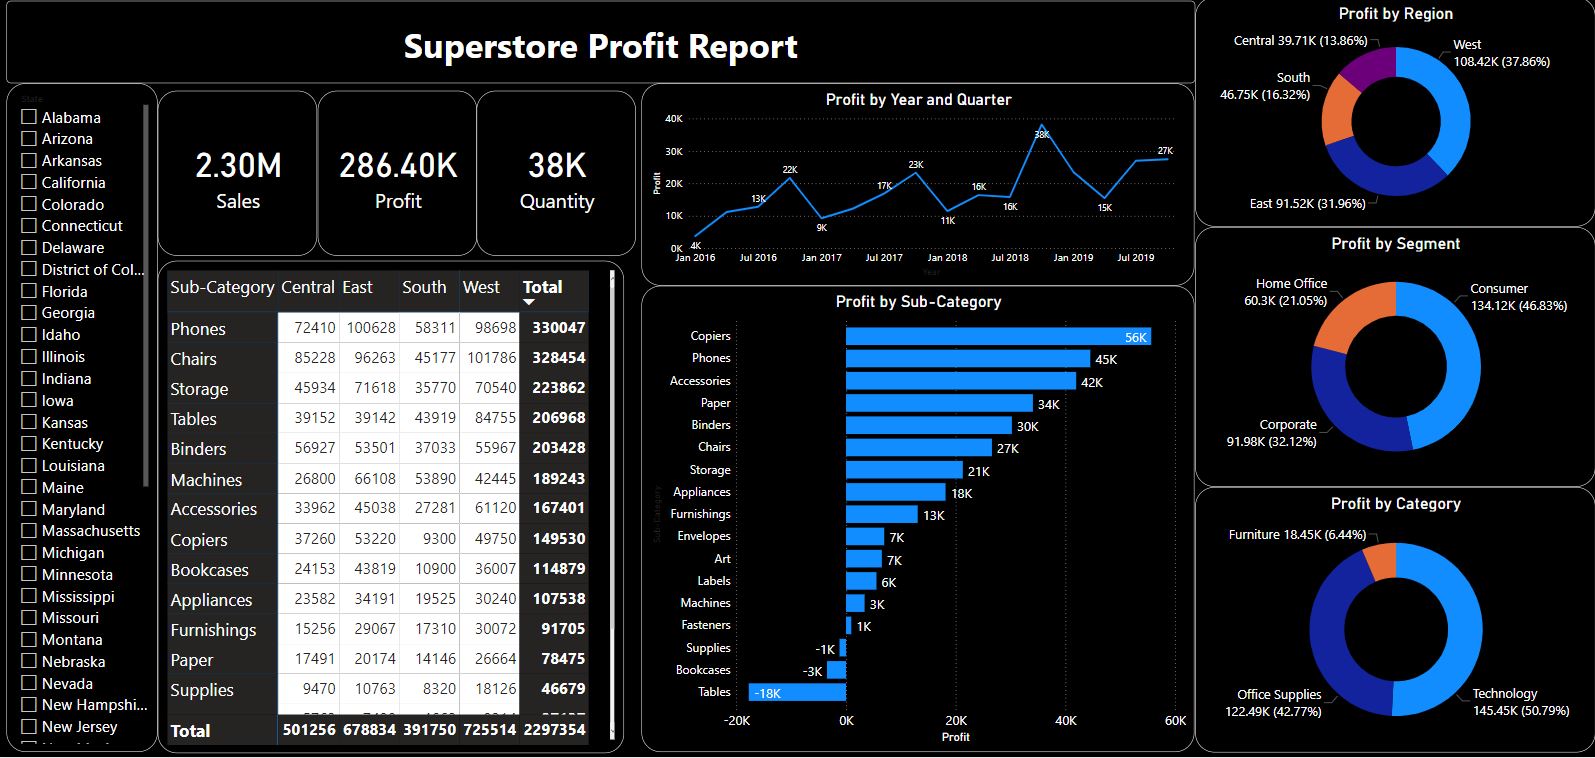 Superstore Profit Report
State
Alabama
Arizona
Arkansas
California
Colorado
Connecticut
Delaware
District of Col...
Florida
Georgia
Idaho
Illinois
Indiana
Iowa
Kansas
Kentucky
Louisiana
Maine
Maryland
Massachusetts
Michigan
Minnesota
Mississippi
Missouri
Montana
Nebraska
Nevada
New Hampshi...
New Jersey
2.30M
Sales
286.40K
Profit
38K
Quantity
Sub-Category Central East South West Total
Phones 72410 100628 58311 98698 330047
Chairs 85228 96263 45177 101786 328454
Storage 45934 71618 35770 70540 223862
Tables 39152 39142 43919 84755 206968
Binders 56927 53501 37033 55967 203428
Machines 26800 66108 53890 42445 189243
Accessories 33962 45038 27281 61120 167401
Copiers 37260 53220 9300 49750 149530
Bookcases 24153 43819 10900 36007 114879
Appliances 23582 34191 19525 30240 107538
Furnishings 15256 29067 17310 30072 91705
Paper 17491 20174 14146 26664 78475
Supplies 9470 10763 8320 18126 46679
Total 501256 678834 391750 725514 2297354
Profit by Year and Quarter
Profit
40K
30K
20K
10K
0K
4K
13K
22K
9K
17K
23K
11K
16K
16K
38K
15K
27K
Jan 2016 Jul 2016 Jan 2017 Jul 2017 Jan 2018 Jul 2018 Jan 2019 Jul 2019
Year
Profit by Sub-Category
Sub-Category
Copiers 56K
Phones 45K
Accessories 42K
Paper 34K
Binders 30K
Chairs 27K
Storage 21K
Appliances 18K
Furnishings 13K
Envelopes 7K
Art 7K
Labels 6K
Machines 3K
Fasteners 1K
Supplies -1K
Bookcases -3K
Tables -18K
-20K 0K 20K 40K 60K
Profit
Profit by Region
Central 39.71K (13.86%)
West
108.42K (37.86%)
South
46.75K (16.32%)
East 91.52K (31.96%)
Profit by Segment
Home Office
60.3K (21.05%)
Consumer
134.12K (46.83%)
Corporate
91.98K (32.12%)
Profit by Category
Furniture 18.45K (6.44%)
Office Supplies
122.49K (42.77%)
Technology
145.45K (50.79%)